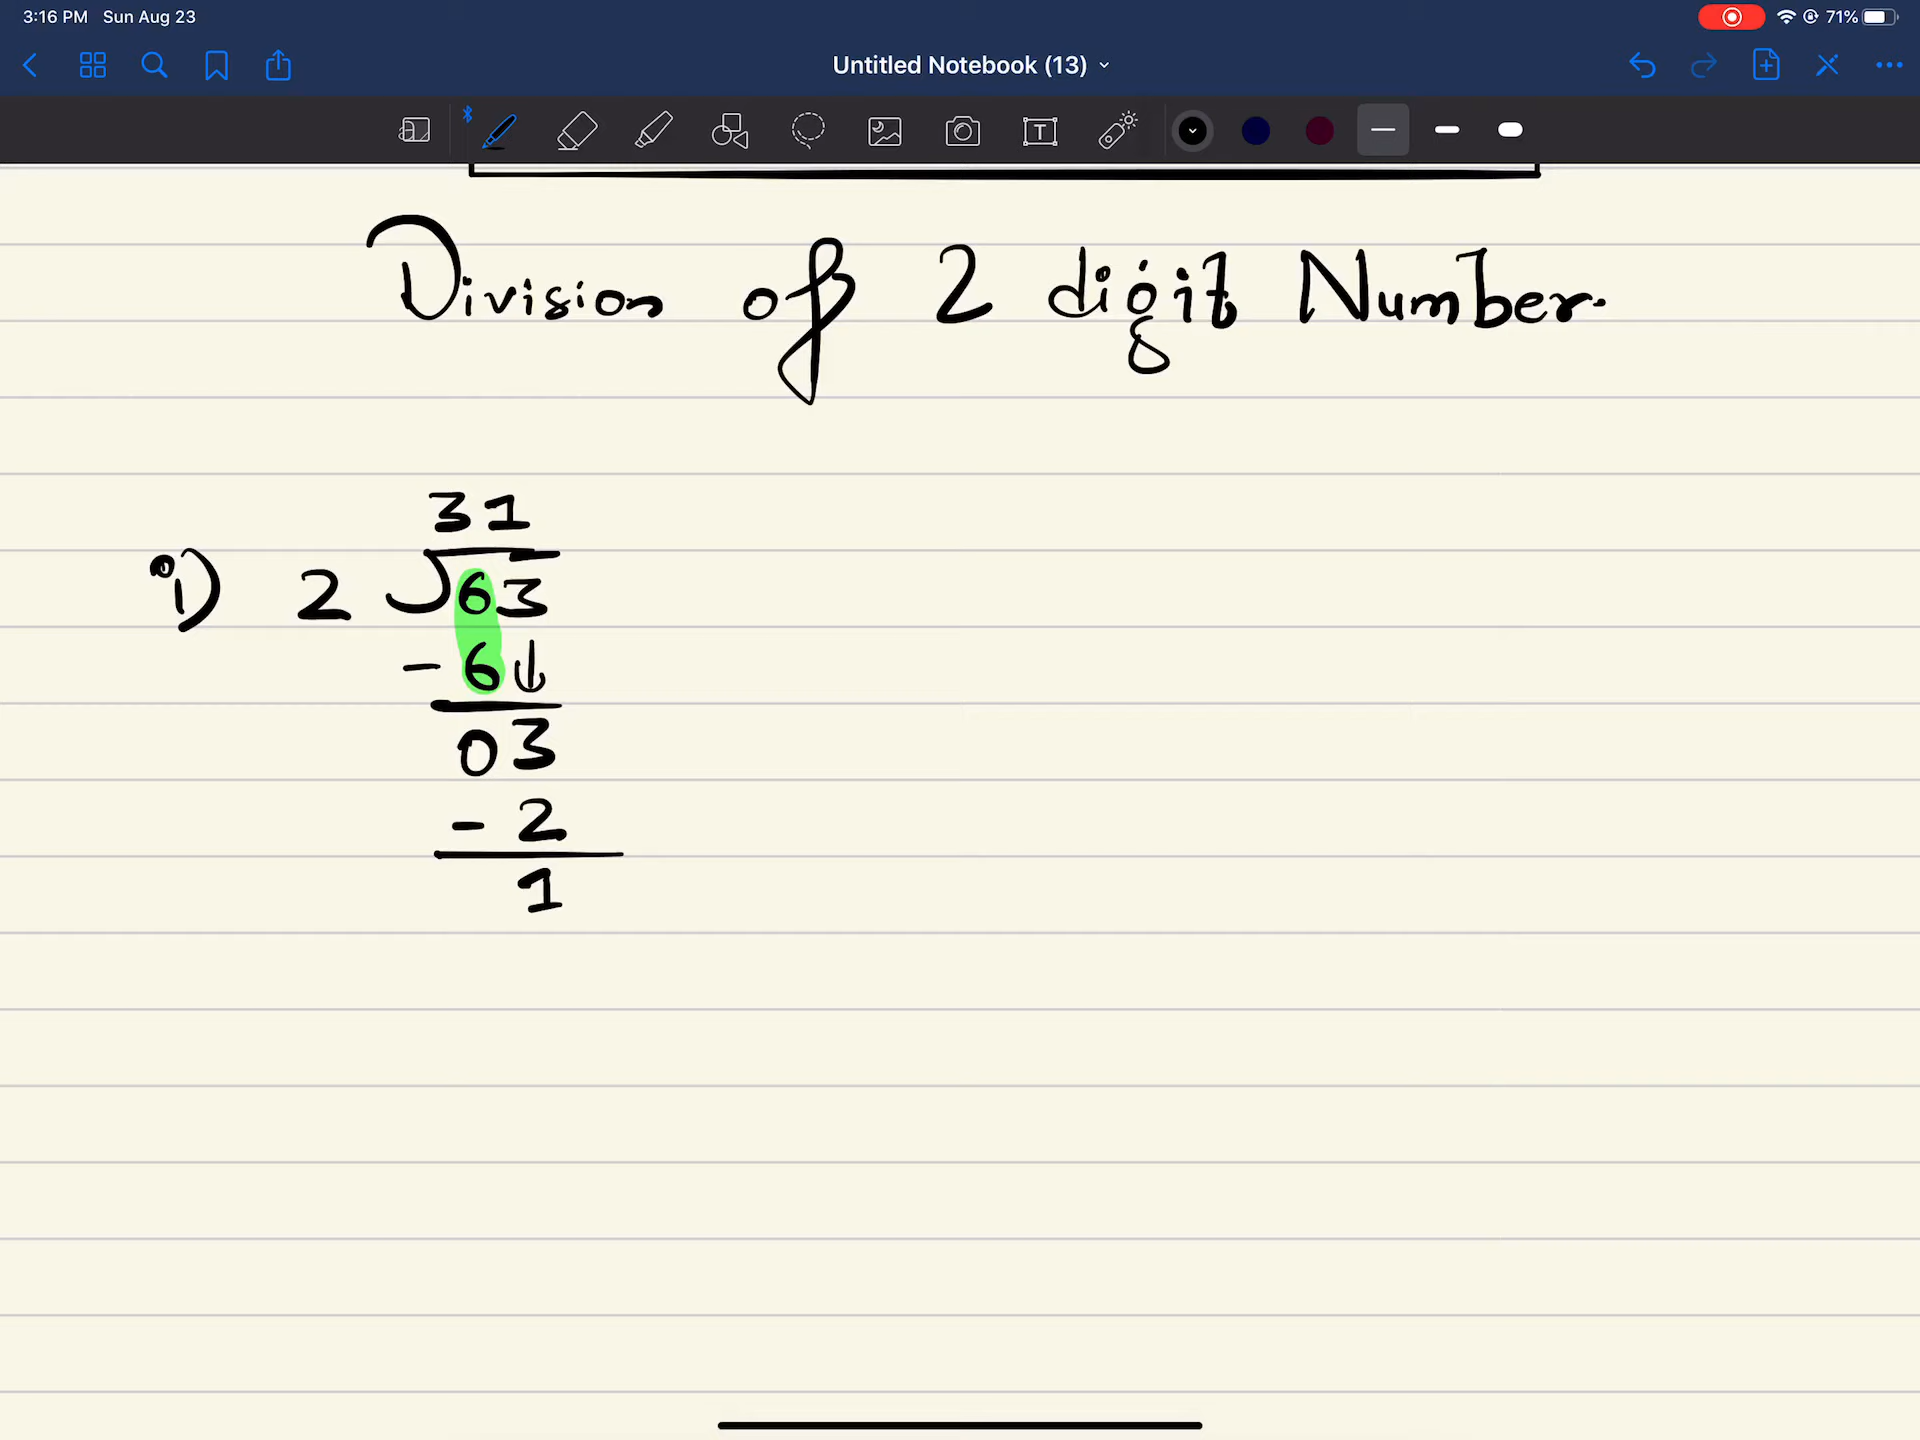 3:16 PM Sun Aug 23
71%
Untitled Notebook (13)
Division of 2 digit Number.
31
i) 2 63
- 6 ↓
03
- 2
1